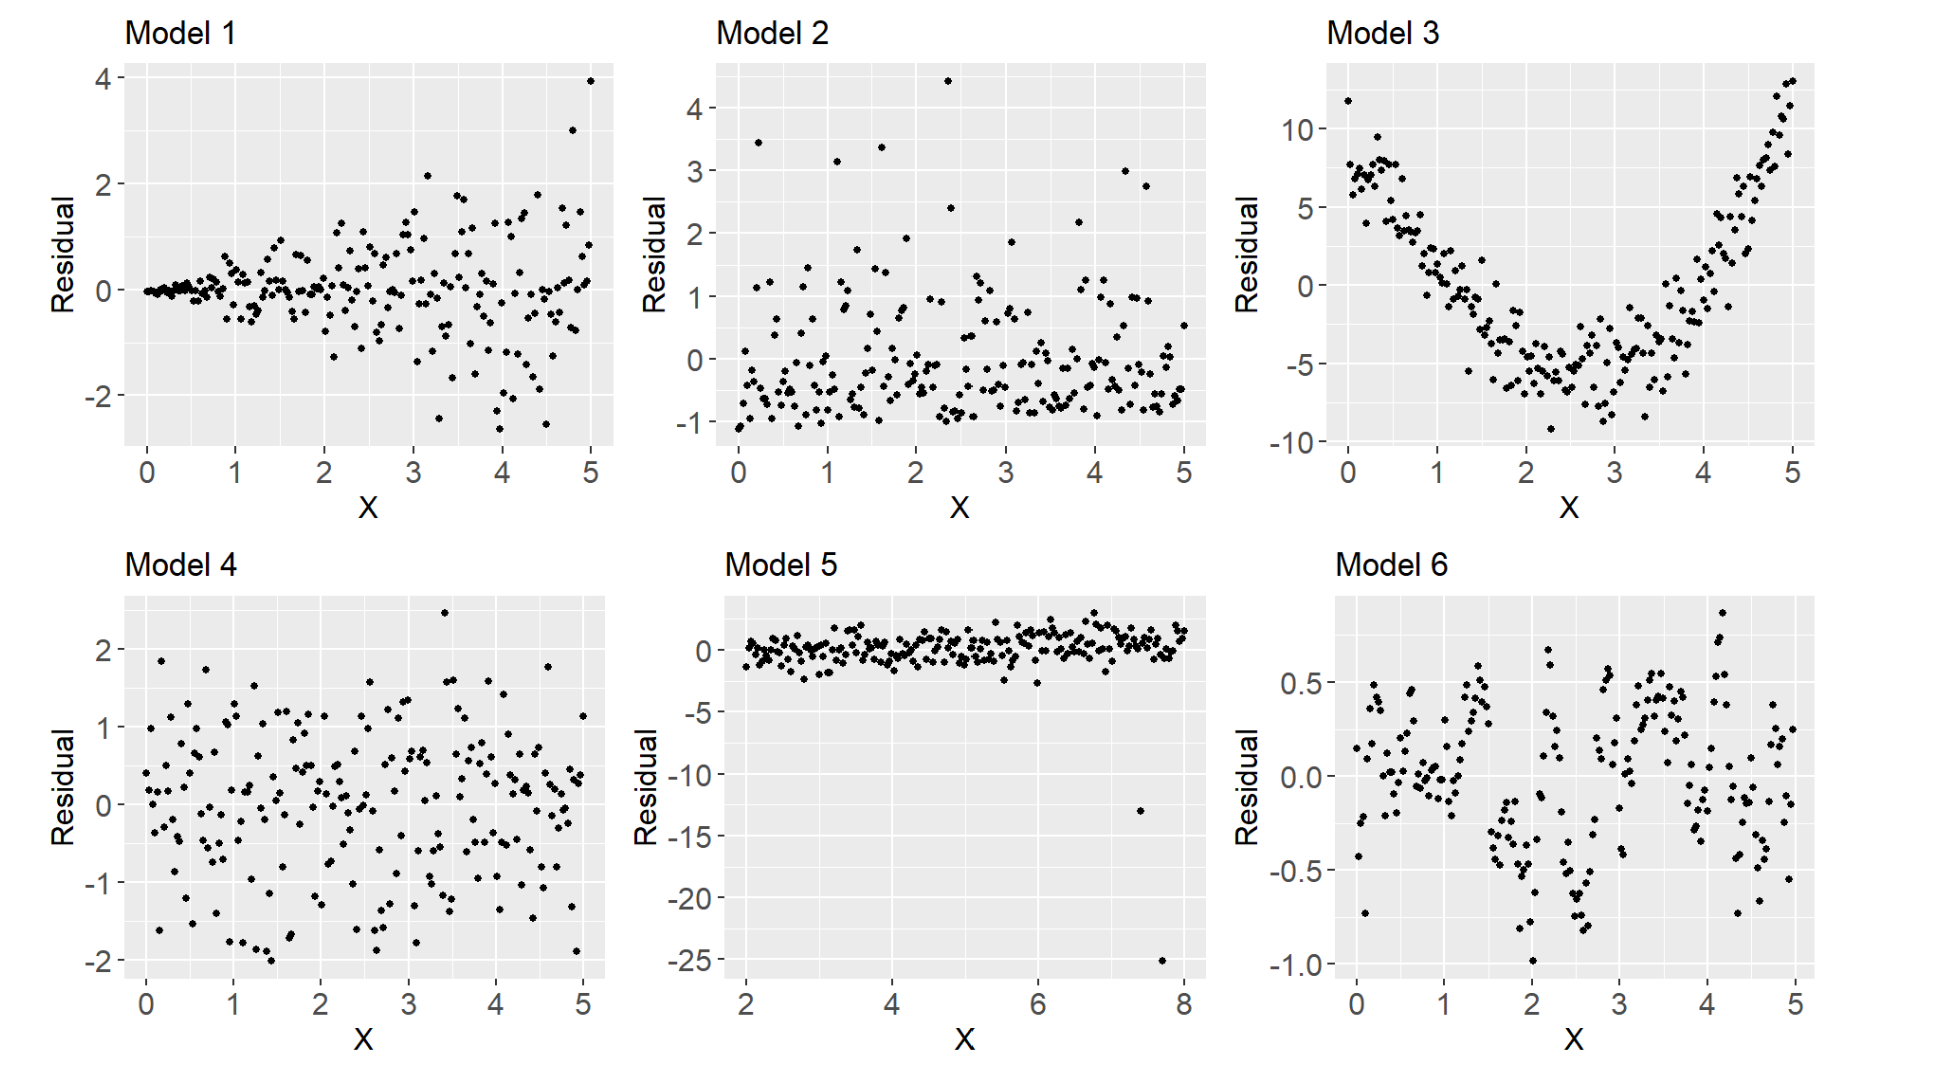 Model 1
4
2
0
-2
Residual
0 1 2 3 4 5
X
Model 2
4
3
2
1
0
-1
Residual
0 1 2 3 4 5
X
Model 3
10
5
0
-5
-10
Residual
0 1 2 3 4 5
X
Model 4
2
1
0
-1
-2
Residual
0 1 2 3 4 5
X
Model 5
0
-5
-10
-15
-20
-25
Residual
2 4 6 8
X
Model 6
0.5
0.0
-0.5
-1.0
Residual
0 1 2 3 4 5
X